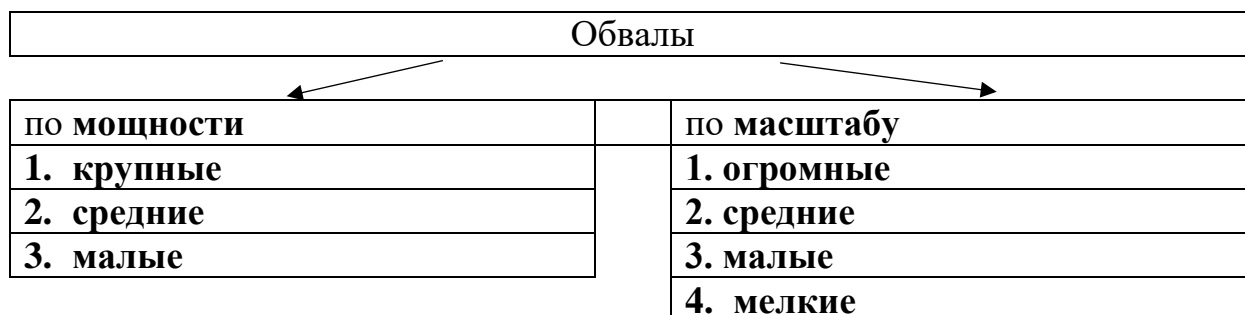 Обвалы
по мощности
по масштабу
1. крупные
1. огромные
2. средние
2. средние
3. малые
3. малые
4. мелкие